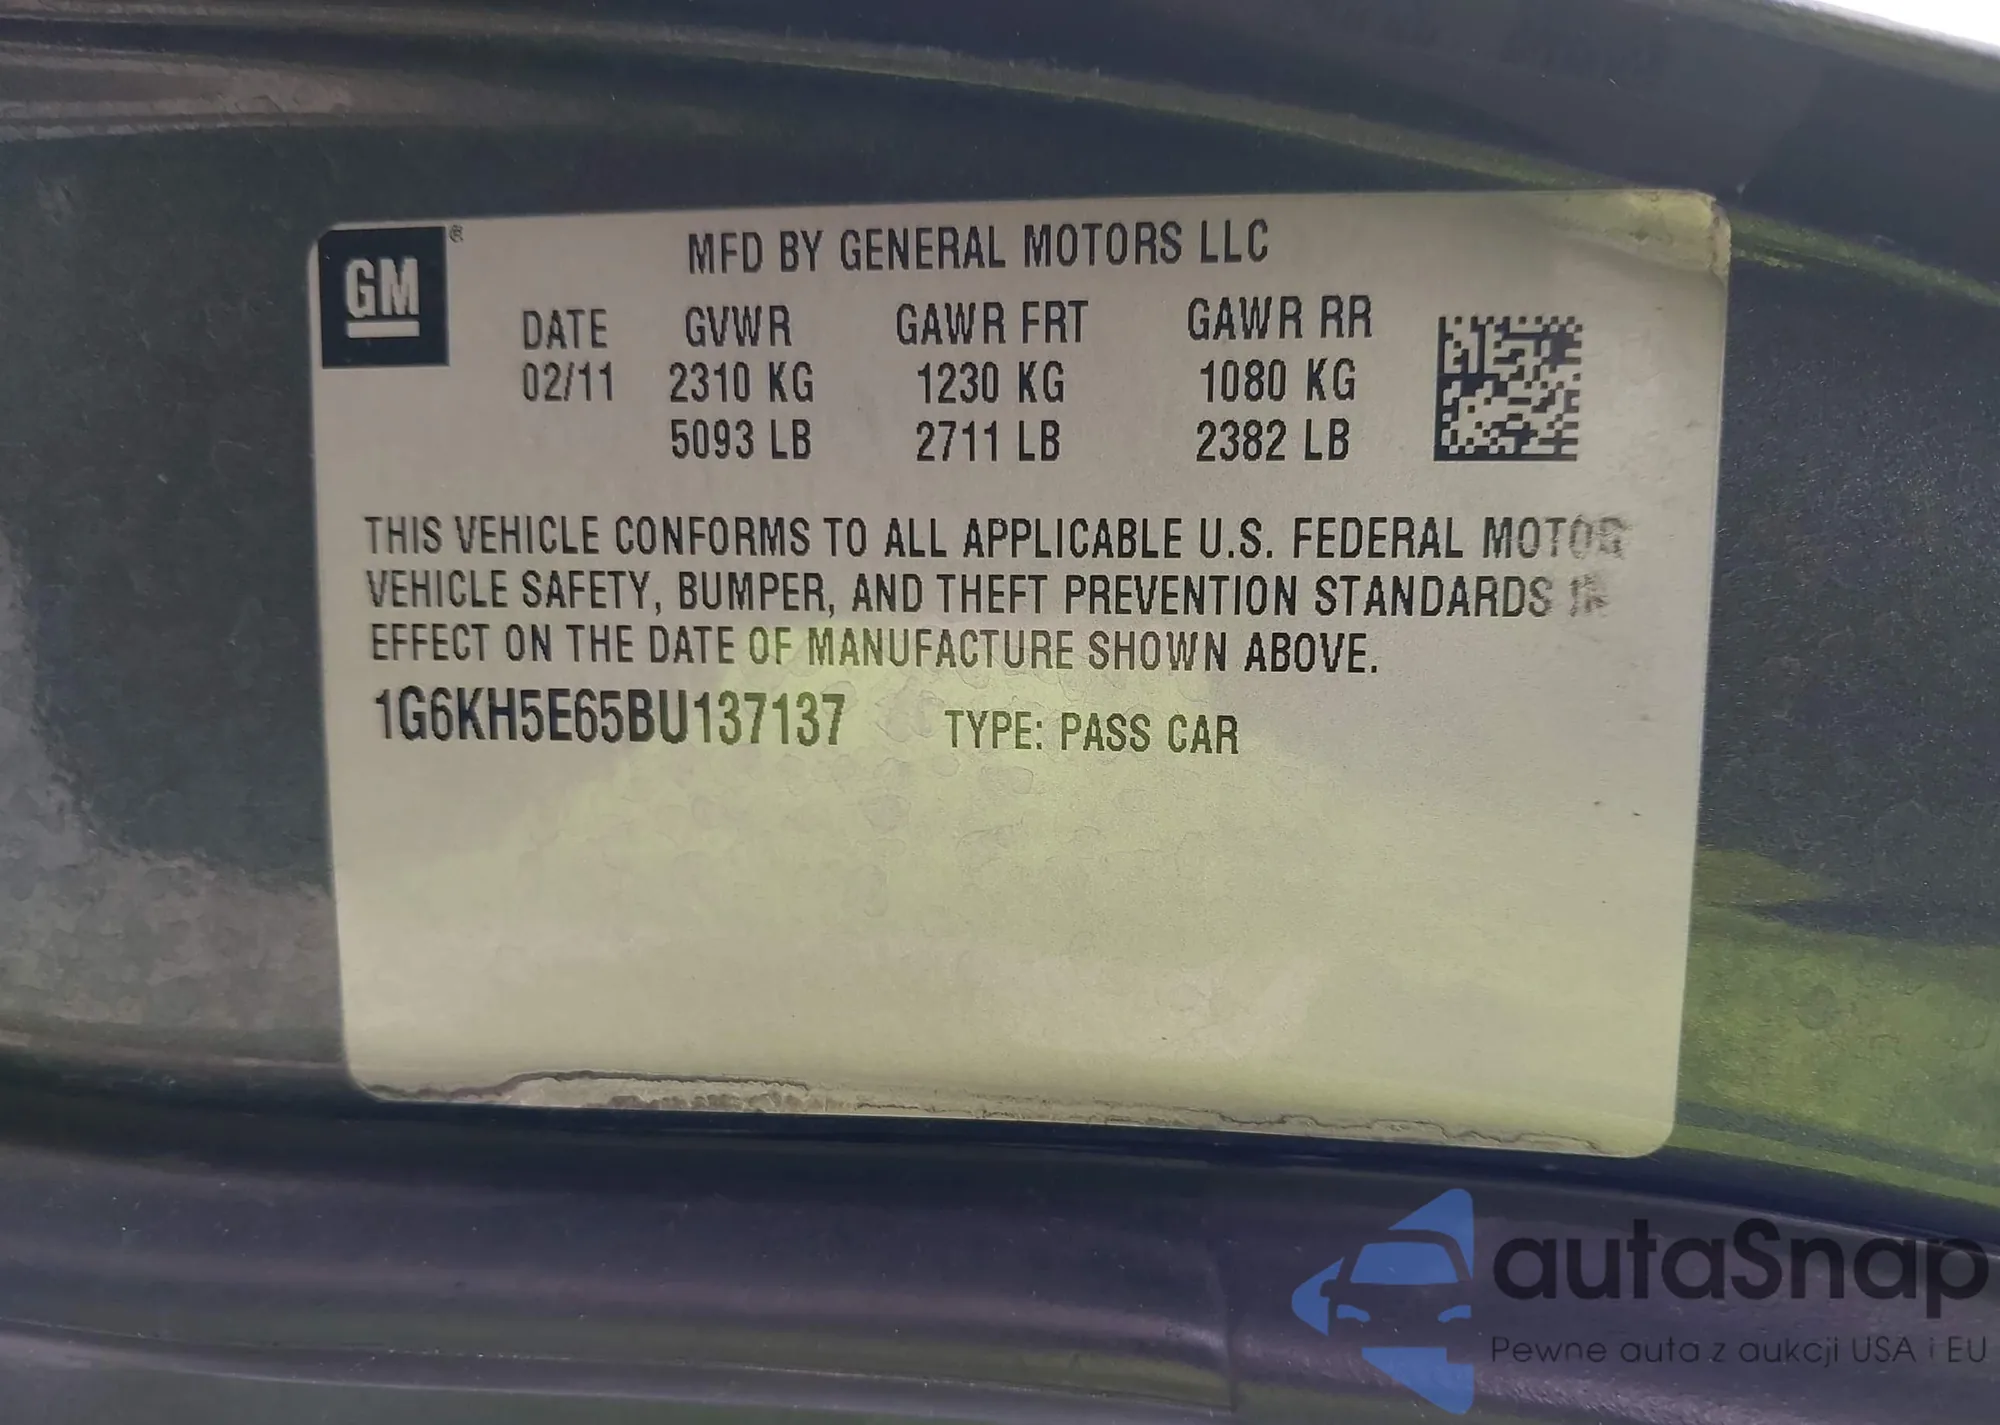 GM ®
MFD BY GENERAL MOTORS LLC
DATE GVWR GAWR FRT GAWR RR
02/11 2310 KG 1230 KG 1080 KG
5093 LB 2711 LB 2382 LB
THIS VEHICLE CONFORMS TO ALL APPLICABLE U.S. FEDERAL MOTOR
VEHICLE SAFETY, BUMPER, AND THEFT PREVENTION STANDARDS IN
EFFECT ON THE DATE OF MANUFACTURE SHOWN ABOVE.
1G6KH5E65BU137137 TYPE: PASS CAR
autaSnap
Pewne auta z aukcji USA i EU